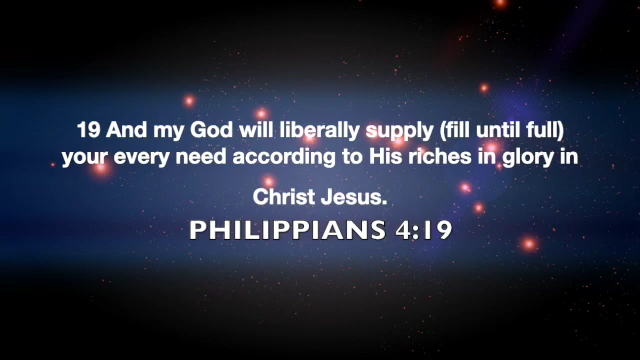 19 And my God will liberally supply (fill until full)
your every need according to His riches in glory in
Christ Jesus.
PHILIPPIANS 4:19